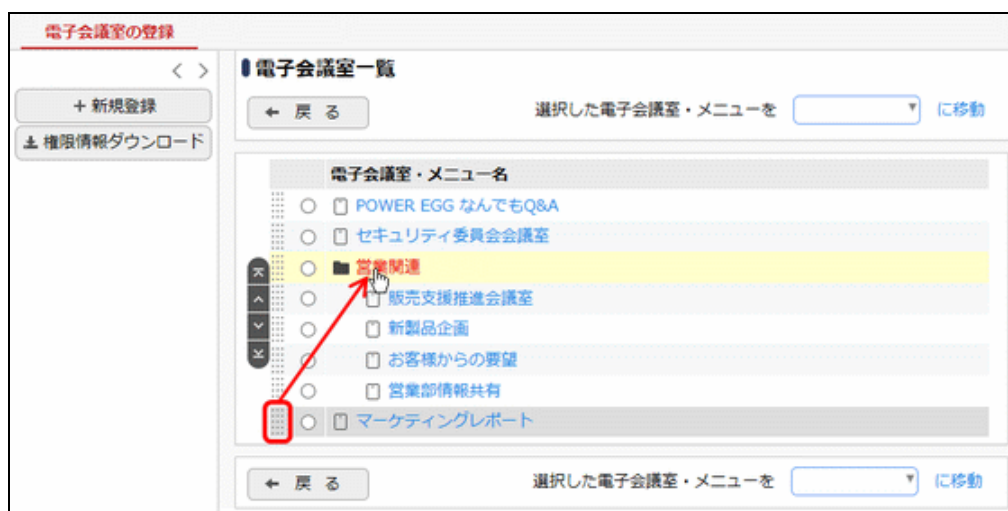 電子会議室の登録
＋新規登録
権限情報ダウンロード
電子会議室一覧
← 戻 る 選択した電子会議室・メニューを に移動
電子会議室・メニュー名
POWER EGG なんでもQ&A
セキュリティ委員会会議室
営業関連
販売支援推進会議室
新製品企画
お客様からの要望
営業部情報共有
マーケティングレポート
← 戻 る 選択した電子会議室・メニューを に移動